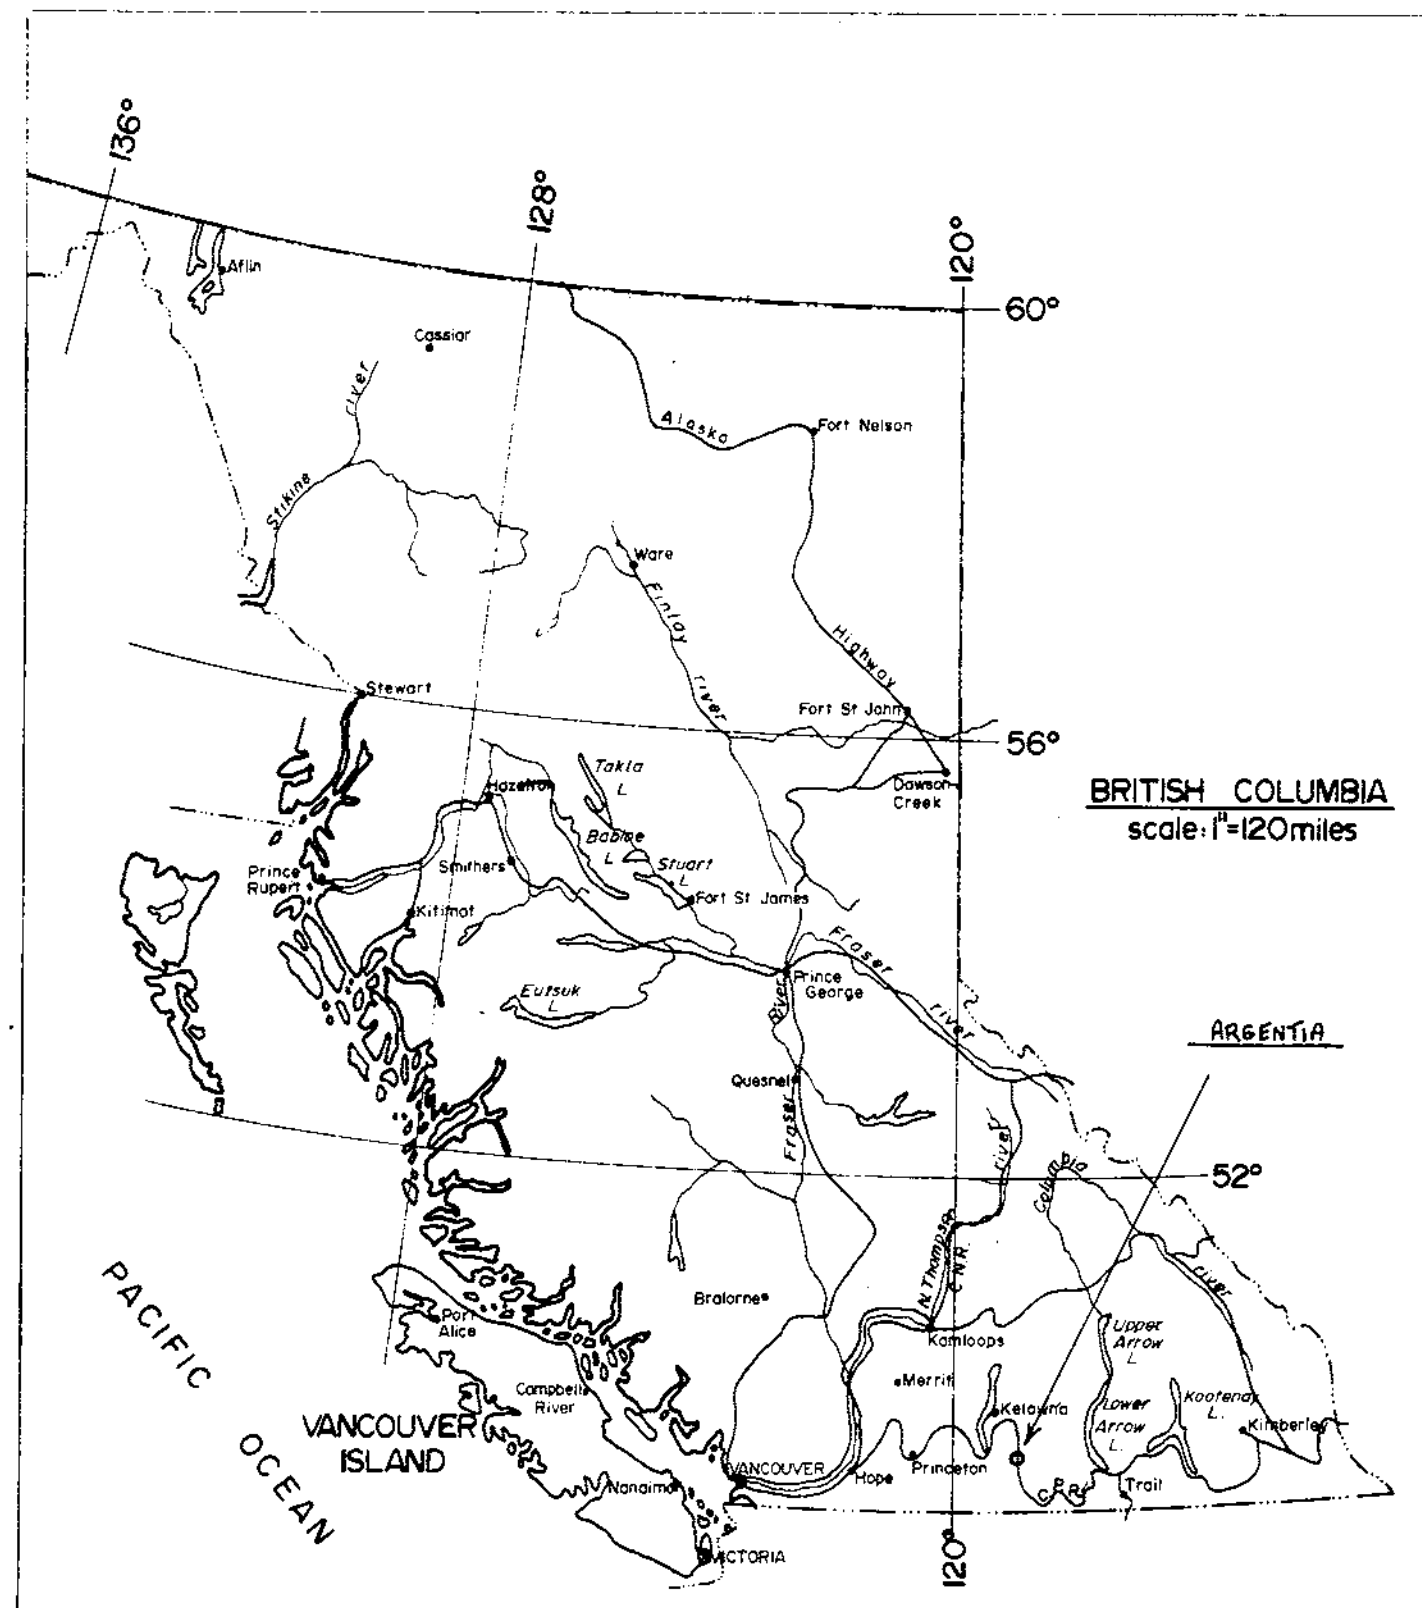 136°
128°
120°
Aflin
60°
Cassiar
river
Alaska
Fort Nelson
Stikine
Ware
Finlay
Highway
river
Stewart
Fort St John
56°
Takla
L
Hazelton
Dawson
Creek
BRITISH COLUMBIA
scale: 1"=120miles
Babine
L
Smithers
Stuart
L
Prince
Rupert
Fort St James
Kitimat
Fraser
Prince
George
River
Eutsuk
L
river
ARGENTIA
Quesnel
Fraser
river
Columbia
52°
N. Thompson
C. N. R.
river
PACIFIC
OCEAN
Bralorne
Port
Alice
Kamloops
Upper
Arrow
L
Merrit
Campbell
River
Kelowna
Lower
Arrow
L.
Kootenay
L.
Kimberley
VANCOUVER
ISLAND
VANCOUVER
Hope
Princeton
Nanaimo
C. P. R.
Trail
VICTORIA
120°